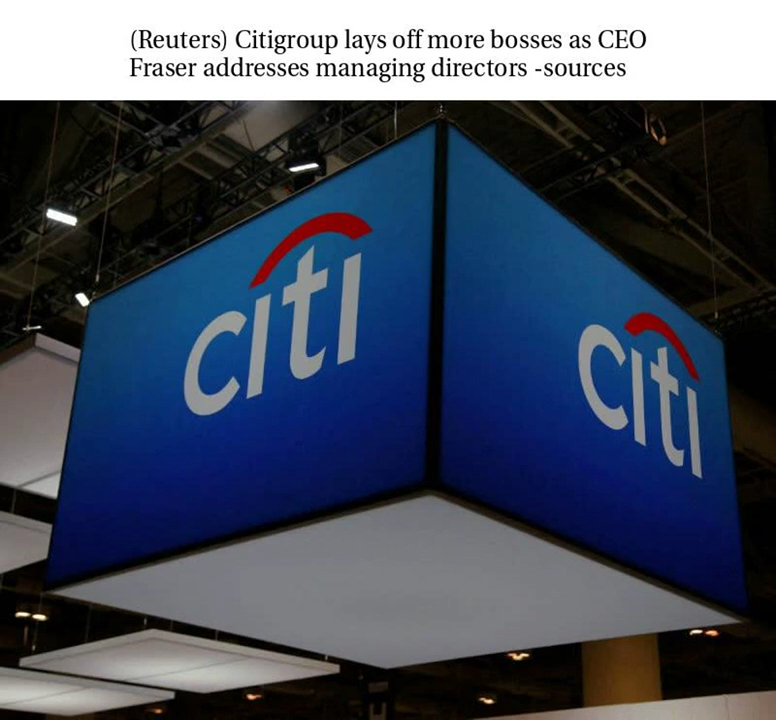 (Reuters) Citigroup lays off more bosses as CEO
Fraser addresses managing directors -sources
citi
citi